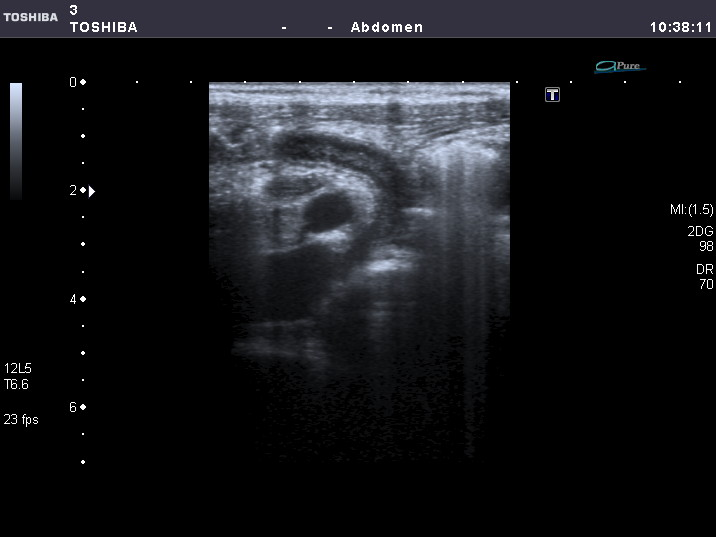 TOSHIBA
3
TOSHIBA - - Abdomen
10:38:11
Pure
T
0
2
4
6
MI:(1.5)
2DG
98
DR
70
12L5
T6.6
23 fps